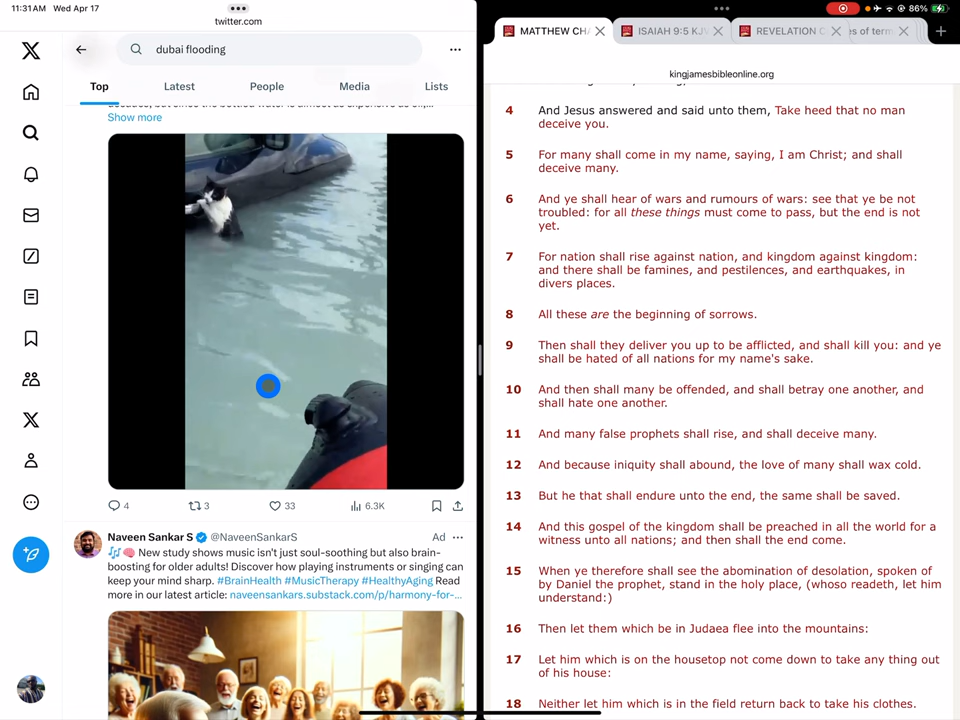 11:31AM Wed Apr 17
86%
twitter.com
dubai flooding
Top Latest People Media Lists
Show more
4 3 33 6.3K
Naveen Sankar S @NaveenSankarS Ad
🎶🧠 New study shows music isn't just soul-soothing but also brain-
boosting for older adults! Discover how playing instruments or singing can
keep your mind sharp. #BrainHealth #MusicTherapy #HealthyAging Read
more in our latest article: naveensankars.substack.com/p/harmony-for-...
MATTHEW CHA ISAIAH 9:5 KJV REVELATION C es of term
kingjamesbibleonline.org
4 And Jesus answered and said unto them, Take heed that no man
deceive you.
5 For many shall come in my name, saying, I am Christ; and shall
deceive many.
6 And ye shall hear of wars and rumours of wars: see that ye be not
troubled: for all these things must come to pass, but the end is not
yet.
7 For nation shall rise against nation, and kingdom against kingdom:
and there shall be famines, and pestilences, and earthquakes, in
divers places.
8 All these are the beginning of sorrows.
9 Then shall they deliver you up to be afflicted, and shall kill you: and ye
shall be hated of all nations for my name's sake.
10 And then shall many be offended, and shall betray one another, and
shall hate one another.
11 And many false prophets shall rise, and shall deceive many.
12 And because iniquity shall abound, the love of many shall wax cold.
13 But he that shall endure unto the end, the same shall be saved.
14 And this gospel of the kingdom shall be preached in all the world for a
witness unto all nations; and then shall the end come.
15 When ye therefore shall see the abomination of desolation, spoken of
by Daniel the prophet, stand in the holy place, (whoso readeth, let him
understand:)
16 Then let them which be in Judaea flee into the mountains:
17 Let him which is on the housetop not come down to take any thing out
of his house:
18 Neither let him which is in the field return back to take his clothes.